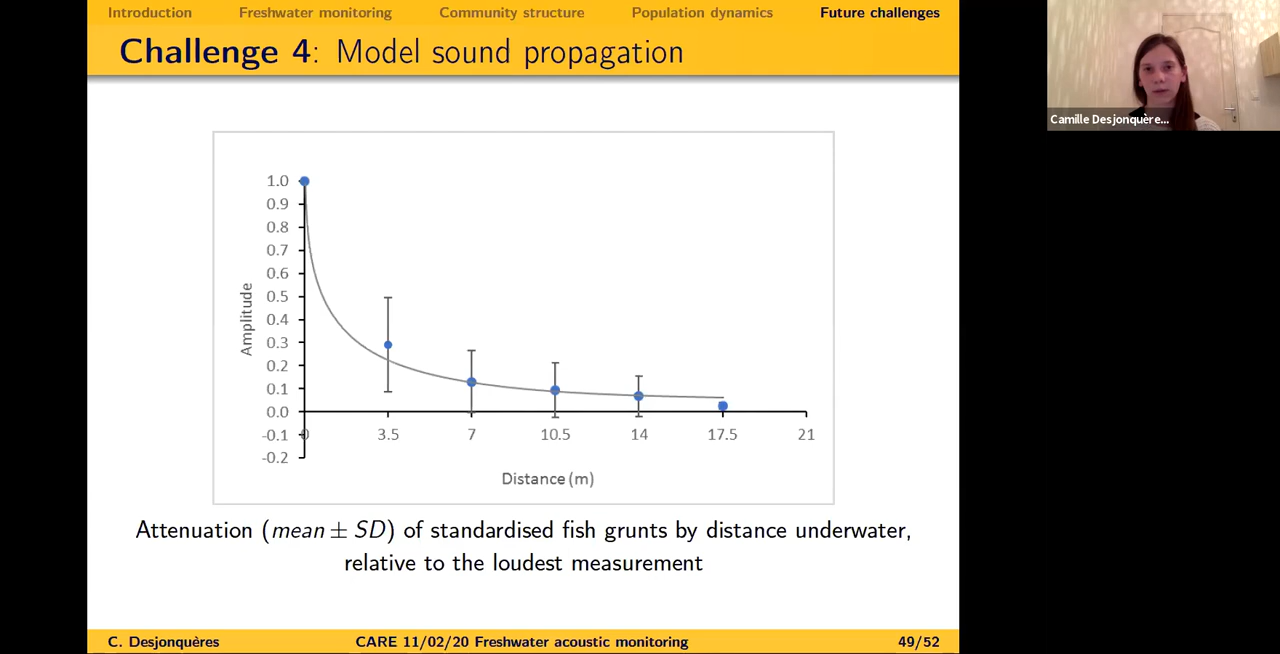 Introduction Freshwater monitoring Community structure Population dynamics Future challenges
Challenge 4: Model sound propagation
Camille Desjonquère...
1.0
0.9
0.8
0.7
0.6
0.5
0.4
0.3
0.2
0.1
0.0
-0.1
-0.2
Amplitude
0 3.5 7 10.5 14 17.5 21
Distance (m)
Attenuation (mean ± SD) of standardised fish grunts by distance underwater,
relative to the loudest measurement
C. Desjonquères CARE 11/02/20 Freshwater acoustic monitoring 49/52